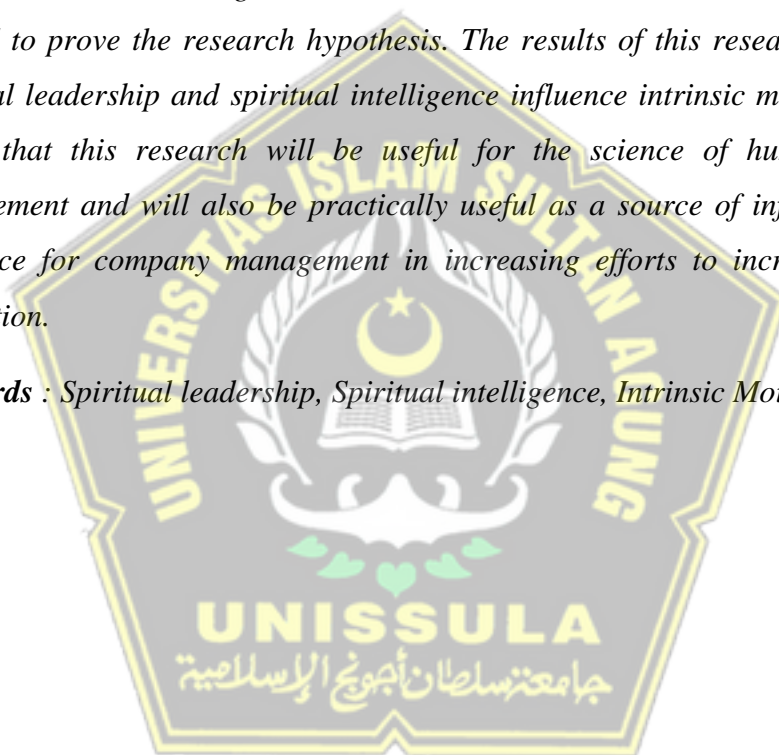 to prove the research hypothesis. The results of this resea
al leadership and spiritual intelligence influence intrinsic m
that this research will be useful for the science of hu
ement and will also be practically useful as a source of inf
ce for company management in increasing efforts to incr
tion.
rds : Spiritual leadership, Spiritual intelligence, Intrinsic Mo
UNIVERSITAS ISLAM SULTAN AGUNG
UNISSULA
جامعتنسلطان أجونج الإسلامية